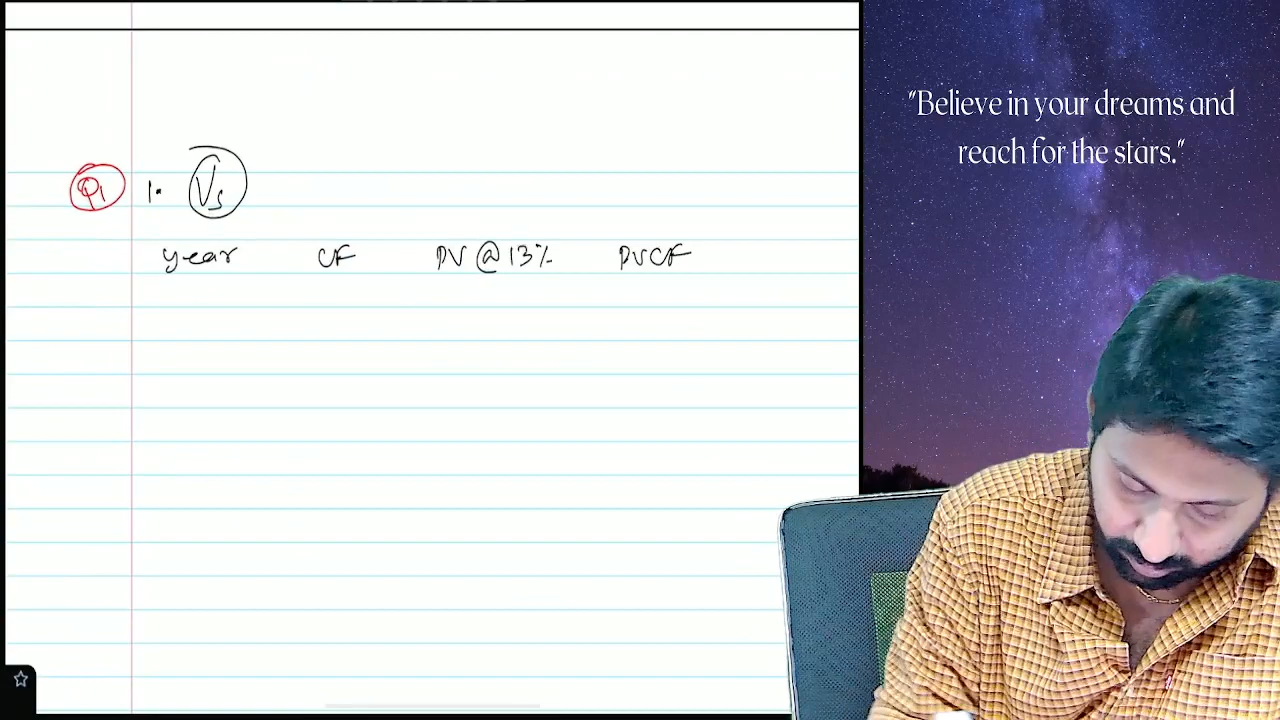 Q1 1. Vs
year CF PV @ 13% PVCF
"Believe in your dreams and
reach for the stars."